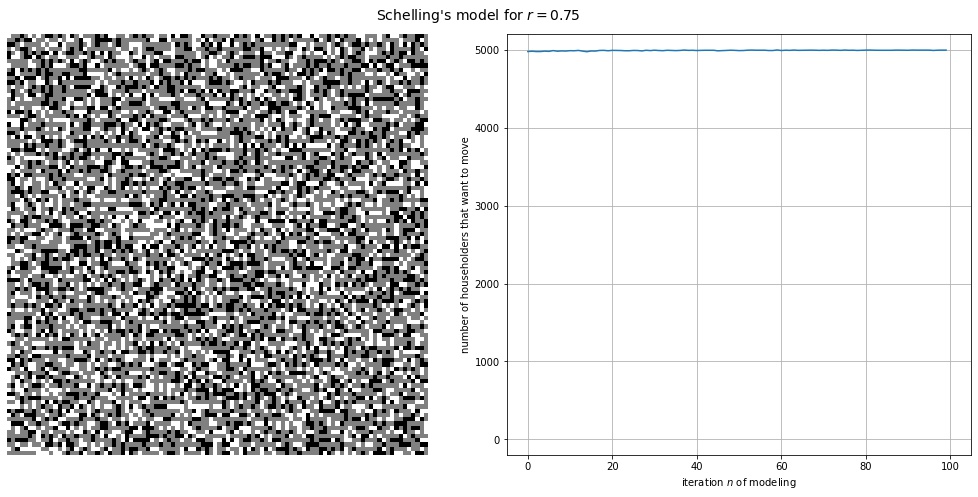 Schelling's model for r = 0.75
number of householders that want to move
5000
4000
3000
2000
1000
0
0 20 40 60 80 100
iteration n of modeling